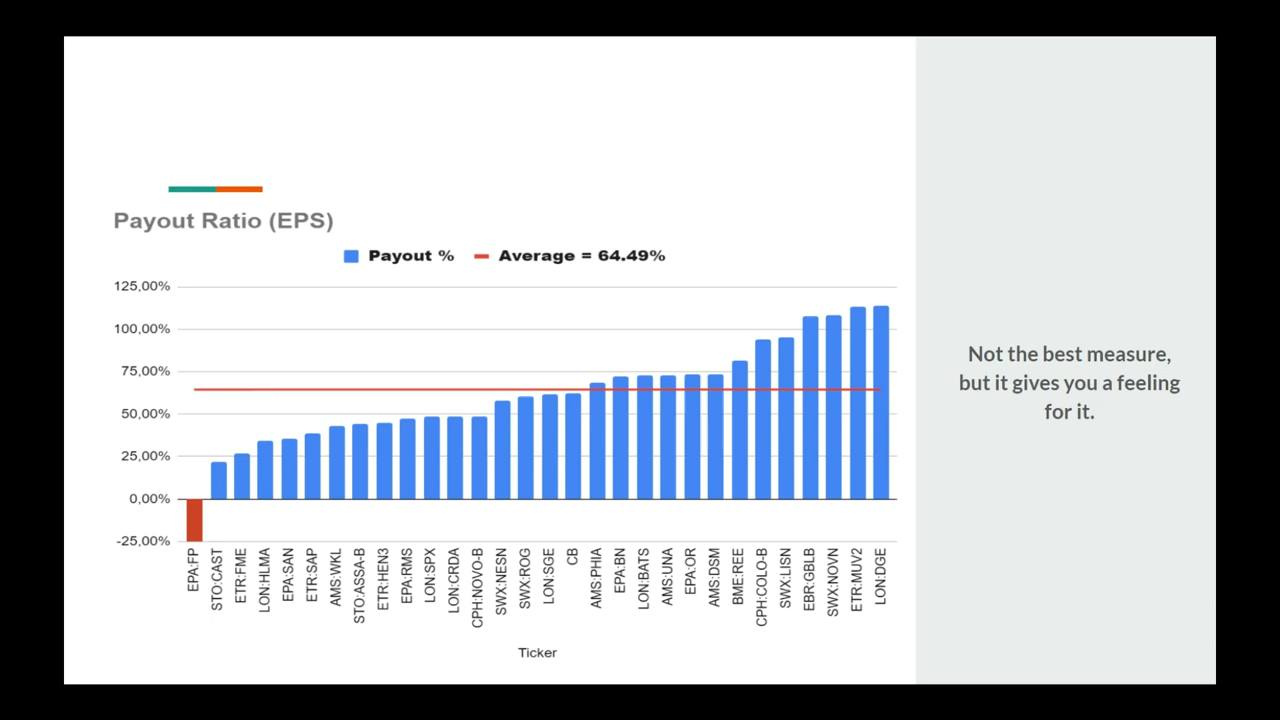 Payout Ratio (EPS)
Payout % Average = 64.49%
125,00%
100,00%
75,00%
50,00%
25,00%
0,00%
-25,00%
EPA:FP
STO:CAST
ETR:FME
LON:HLMA
EPA:SAN
ETR:SAP
AMS:WKL
STO:ASSA-B
ETR:HEN3
EPA:RMS
LON:SPX
LON:CRDA
CPH:NOVO-B
SWX:NESN
SWX:ROG
LON:SGE
CB
AMS:PHIA
EPA:BN
LON:BATS
AMS:UNA
EPA:OR
AMS:DSM
BME:REE
CPH:COLO-B
SWX:LISN
EBR:GBLB
SWX:NOVN
ETR:MUV2
LON:DGE
Ticker
Not the best measure,
but it gives you a feeling
for it.